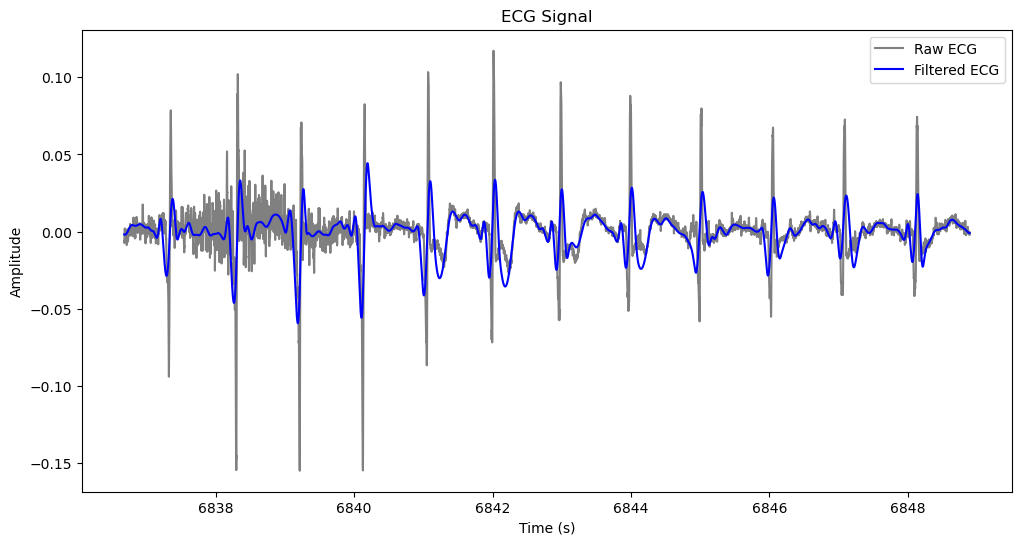 ECG Signal
Raw ECG
Filtered ECG
Amplitude
0.10
0.05
0.00
−0.05
−0.10
−0.15
6838
6840
6842
6844
6846
6848
Time (s)